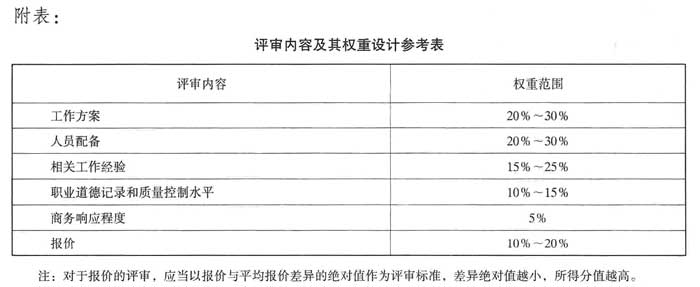 附表：
评审内容及其权重设计参考表
评审内容 权重范围
工作方案 20%～30%
人员配备 20%～30%
相关工作经验 15%～25%
职业道德记录和质量控制水平 10%～15%
商务响应程度 5%
报价 10%～20%
注：对于报价的评审，应当以报价与平均报价差异的绝对值作为评审标准，差异绝对值越小，所得分值越高。